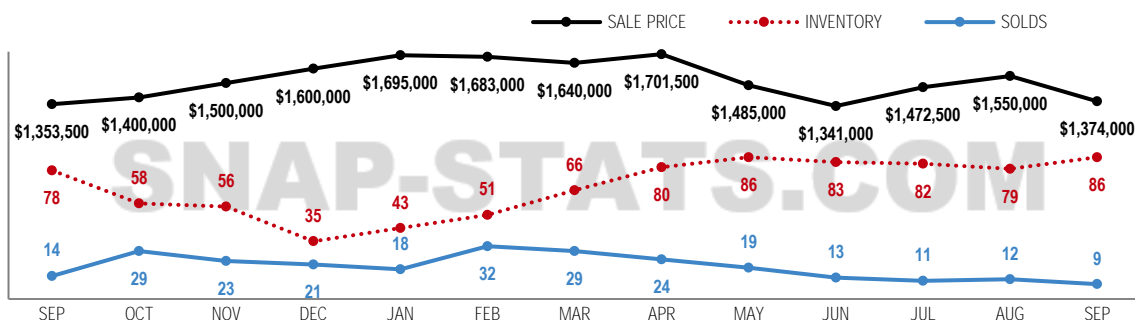 SALE PRICE INVENTORY SOLDS
$1,353,500 $1,400,000 $1,500,000 $1,600,000 $1,695,000 $1,683,000 $1,640,000 $1,701,500 $1,485,000 $1,341,000 $1,472,500 $1,550,000 $1,374,000
SNAP-STATS.COM
78 58 56 35 43 51 66 80 86 83 82 79 86
14 29 23 21 18 32 29 24 19 13 11 12 9
SEP OCT NOV DEC JAN FEB MAR APR MAY JUN JUL AUG SEP